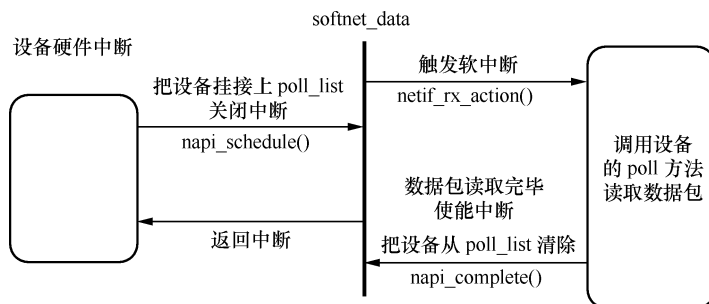 softnet_data
设备硬件中断
把设备挂接上 poll_list
关闭中断
napi_schedule()
触发软中断
netif_rx_action()
调用设备
的 poll 方法
读取数据包
数据包读取完毕
使能中断
返回中断
把设备从 poll_list 清除
napi_complete()